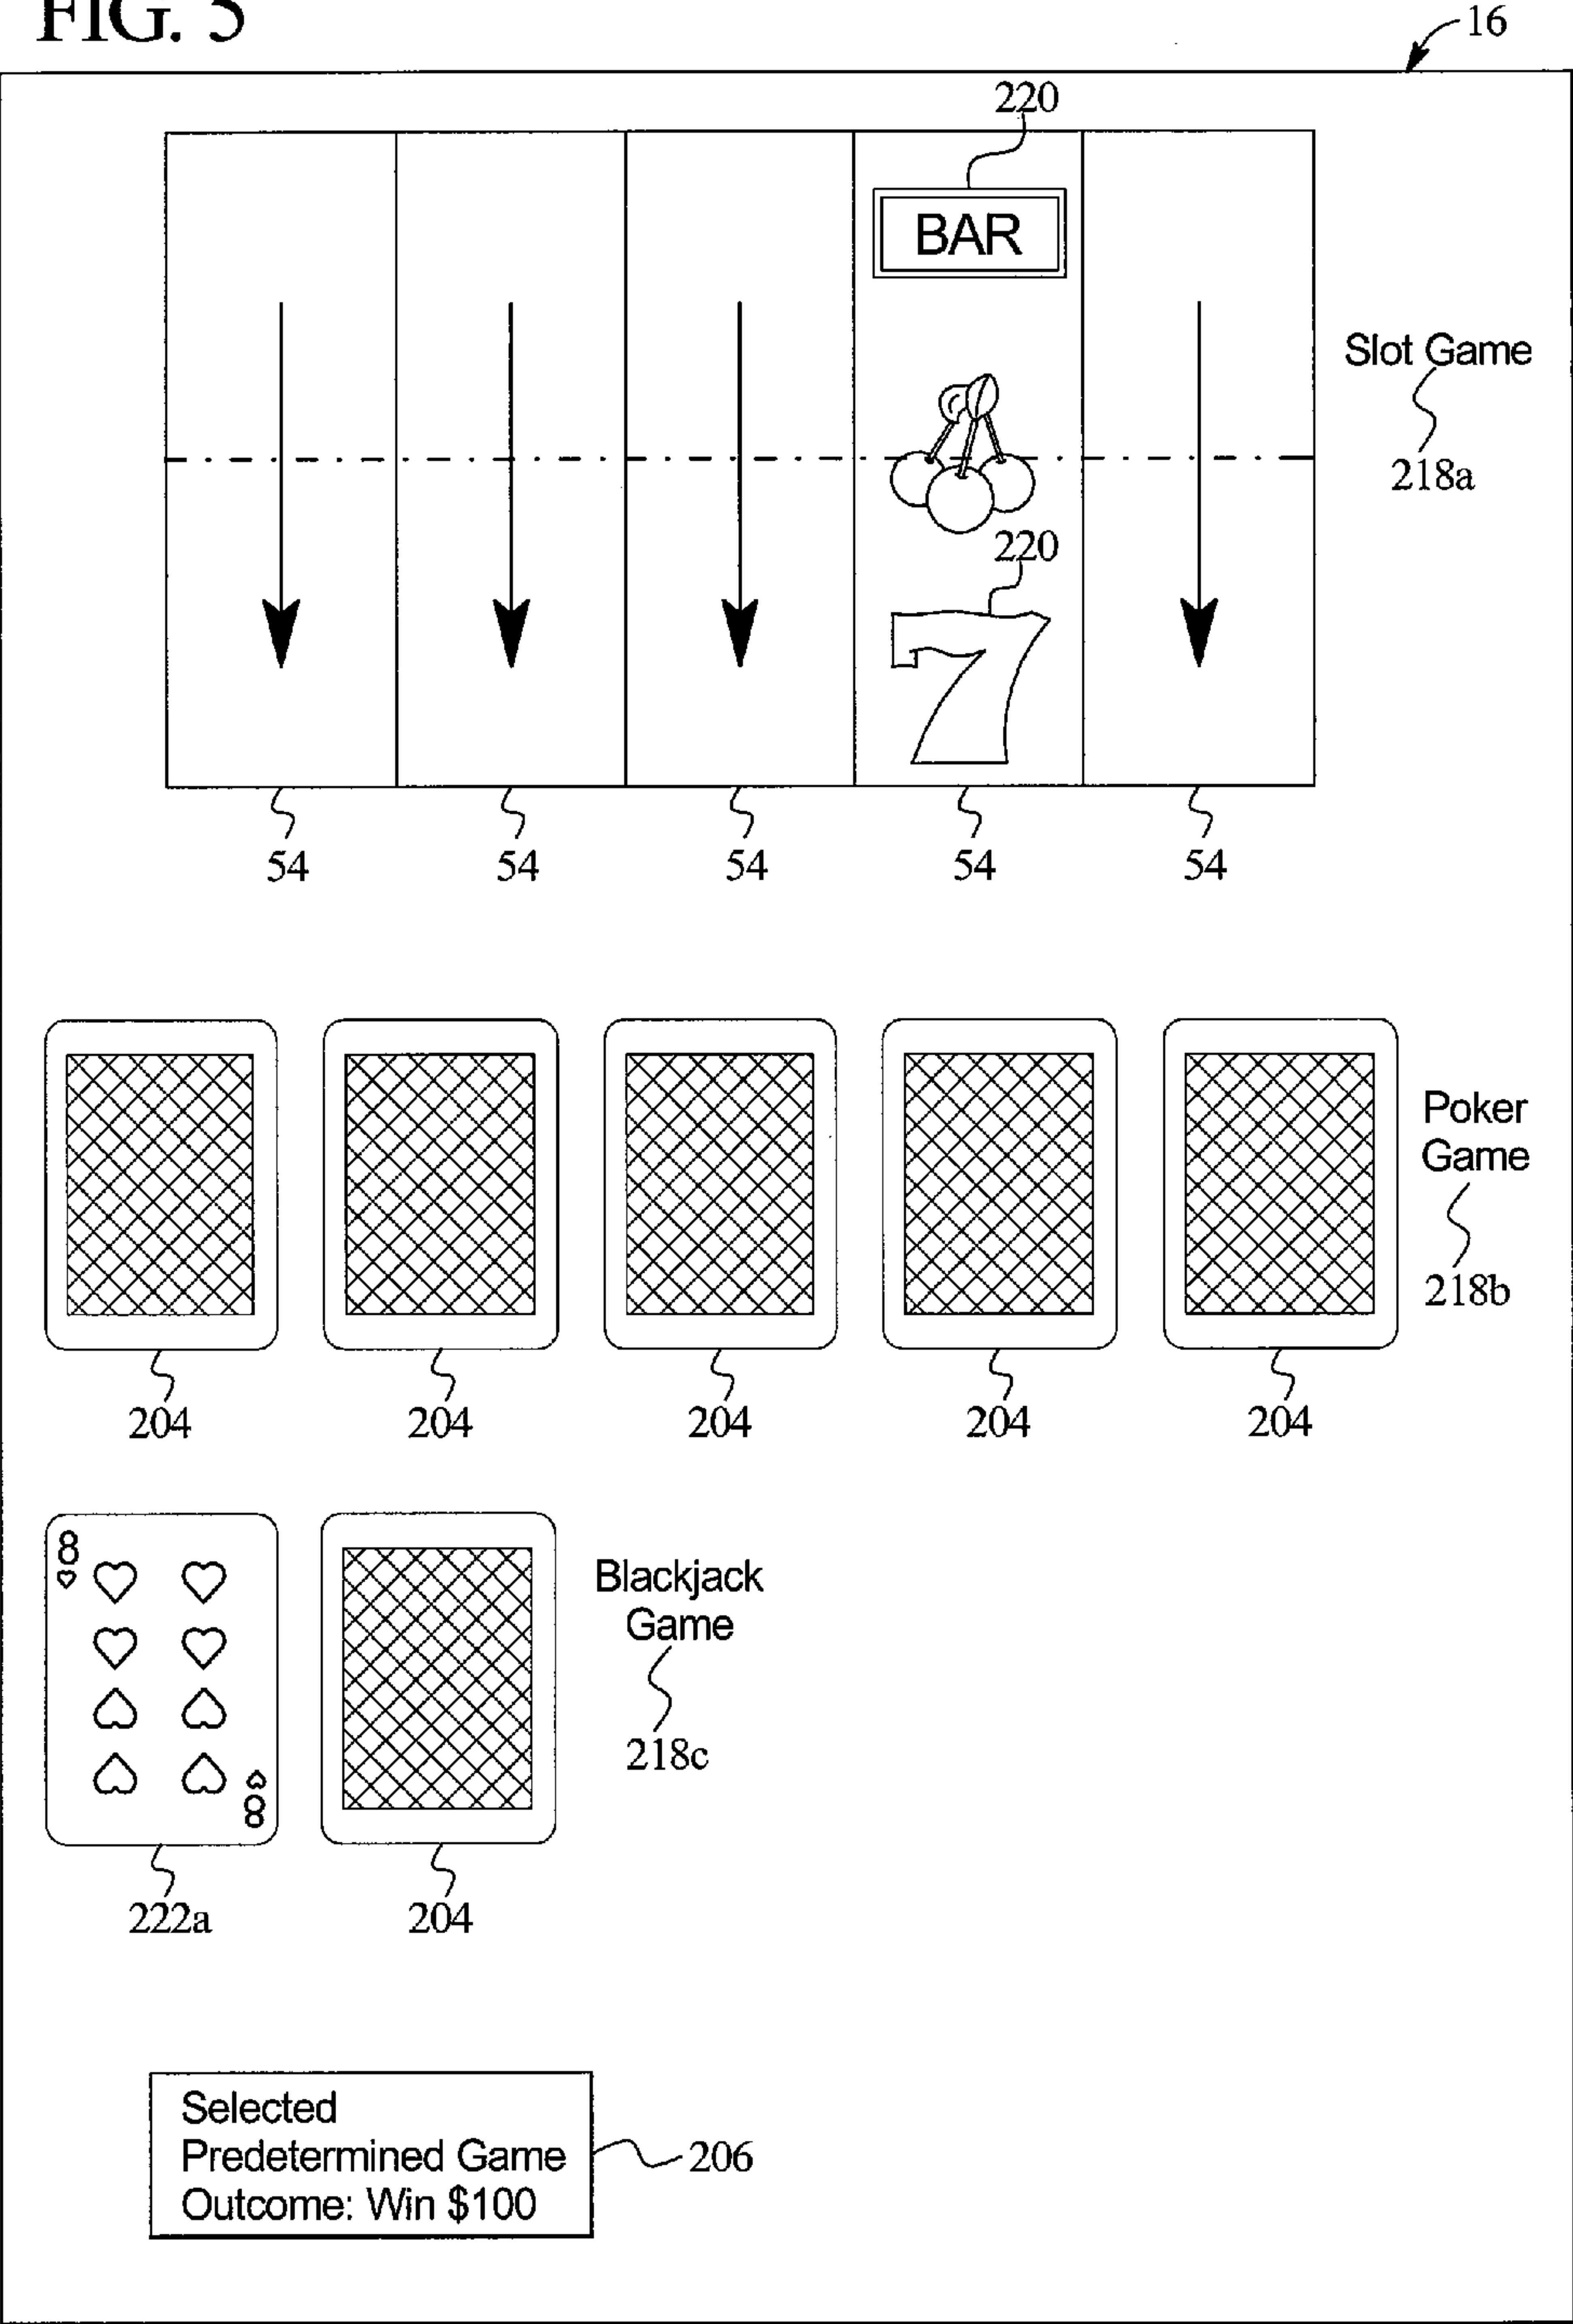 FIG. 5
16
220
BAR
Slot Game
218a
220
7
54 54 54 54 54
Poker
Game
218b
204 204 204 204 204
8
8
Blackjack
Game
218c
222a 204
Selected
Predetermined Game
Outcome: Win $100
206